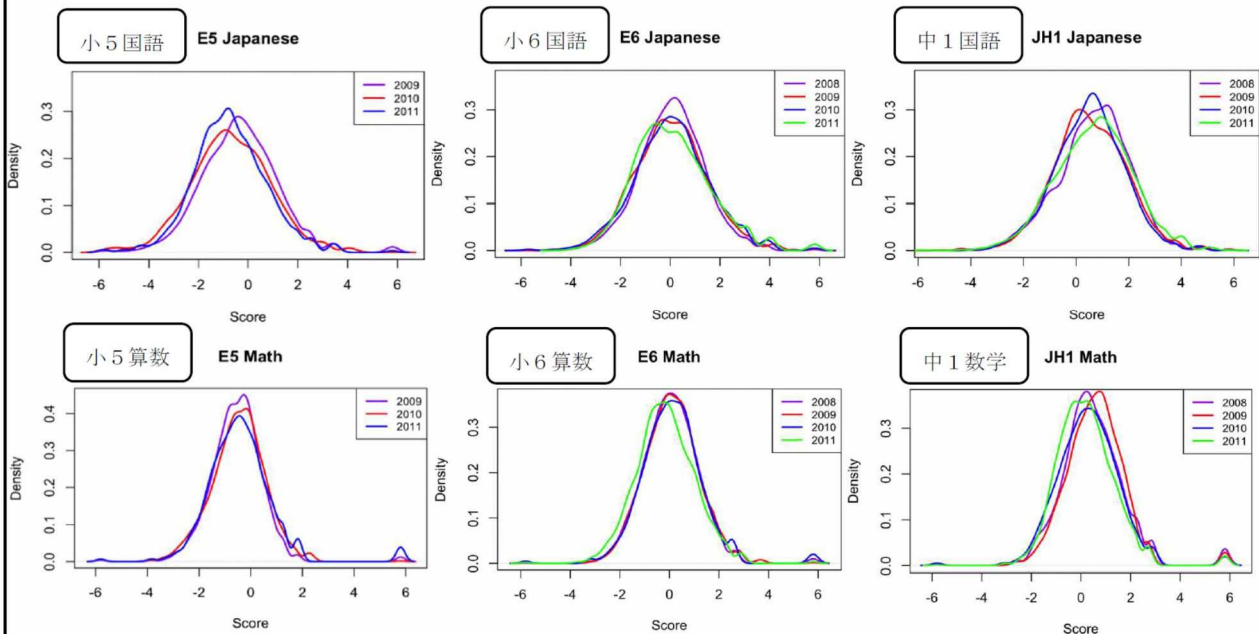 小5国語 E5 Japanese
Density
0.3
0.2
0.1
0.0
2009
2010
2011
-6 -4 -2 0 2 4 6
Score
小6国語 E6 Japanese
Density
0.3
0.2
0.1
0.0
2008
2009
2010
2011
-6 -4 -2 0 2 4 6
Score
中1国語 JH1 Japanese
Density
0.3
0.2
0.1
0.0
2008
2009
2010
2011
-6 -4 -2 0 2 4 6
Score
小5算数 E5 Math
Density
0.4
0.3
0.2
0.1
0.0
2009
2010
2011
-6 -4 -2 0 2 4 6
Score
小6算数 E6 Math
Density
0.3
0.2
0.1
0.0
2008
2009
2010
2011
-6 -4 -2 0 2 4 6
Score
中1数学 JH1 Math
Density
0.3
0.2
0.1
0.0
2008
2009
2010
2011
-6 -4 -2 0 2 4 6
Score